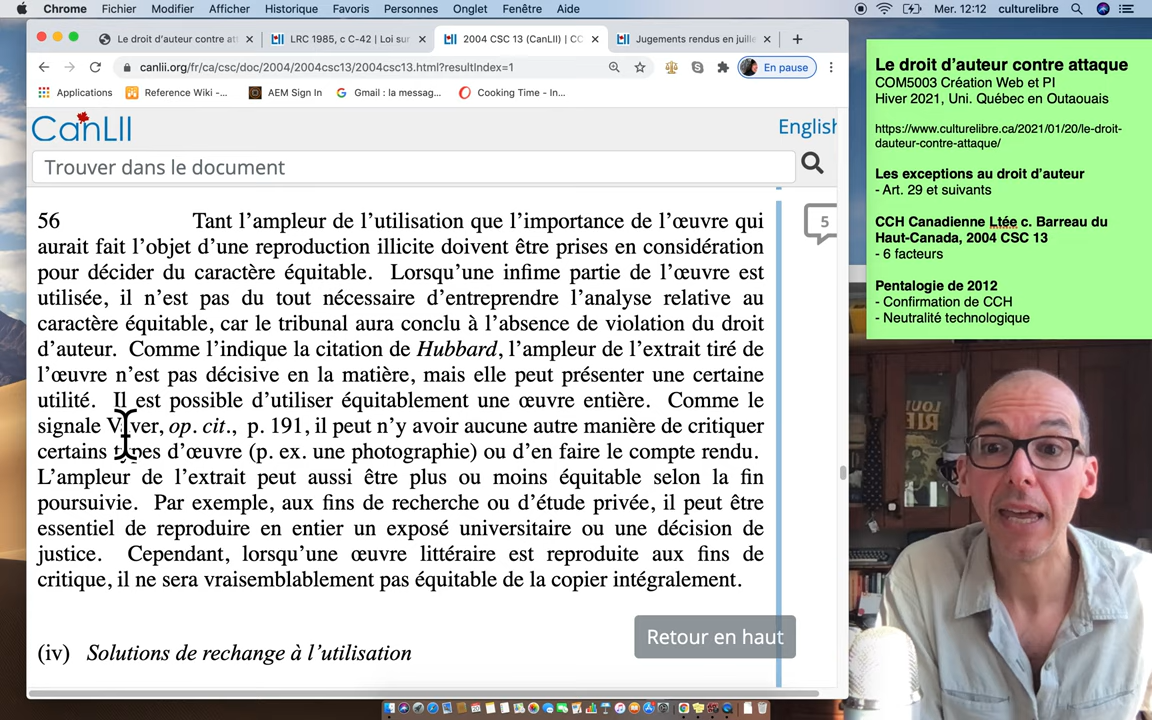 Chrome Fichier Modifier Afficher Historique Favoris Personnes Onglet Fenêtre Aide Mer. 12:12 culturelibre
Le droit d'auteur contre att LRC 1985, c C-42 | Loi sur 2004 CSC 13 (CanLII) | CC Jugements rendus en juille
canlii.org/fr/ca/csc/doc/2004/2004csc13/2004csc13.html?resultIndex=1 En pause
Applications Reference Wiki -... AEM Sign In Gmail : la messag... Cooking Time - In...
CanLII
English
Trouver dans le document
5
56 Tant l'ampleur de l'utilisation que l'importance de l'œuvre qui
aurait fait l'objet d'une reproduction illicite doivent être prises en considération
pour décider du caractère équitable. Lorsqu'une infime partie de l'œuvre est
utilisée, il n'est pas du tout nécessaire d'entreprendre l'analyse relative au
caractère équitable, car le tribunal aura conclu à l'absence de violation du droit
d'auteur. Comme l'indique la citation de Hubbard, l'ampleur de l'extrait tiré de
l'œuvre n'est pas décisive en la matière, mais elle peut présenter une certaine
utilité. Il est possible d'utiliser équitablement une œuvre entière. Comme le
signale Vaver, op. cit., p. 191, il peut n'y avoir aucune autre manière de critiquer
certains types d'œuvre (p. ex. une photographie) ou d'en faire le compte rendu.
L'ampleur de l'extrait peut aussi être plus ou moins équitable selon la fin
poursuivie. Par exemple, aux fins de recherche ou d'étude privée, il peut être
essentiel de reproduire en entier un exposé universitaire ou une décision de
justice. Cependant, lorsqu'une œuvre littéraire est reproduite aux fins de
critique, il ne sera vraisemblablement pas équitable de la copier intégralement.
Retour en haut
(iv) Solutions de rechange à l'utilisation
Le droit d'auteur contre attaque
COM5003 Création Web et PI
Hiver 2021, Uni. Québec en Outaouais
https://www.culturelibre.ca/2021/01/20/le-droit-
dauteur-contre-attaque/
Les exceptions au droit d'auteur
- Art. 29 et suivants
CCH Canadienne Ltée c. Barreau du
Haut-Canada, 2004 CSC 13
- 6 facteurs
Pentalogie de 2012
- Confirmation de CCH
- Neutralité technologique